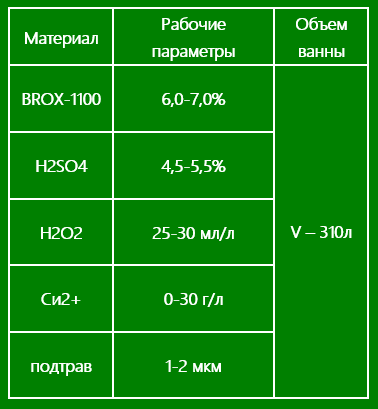 Материал
Рабочие
параметры
Объем
ванны
BROX-1100
6,0-7,0%
H2SO4
4,5-5,5%
H2O2
25-30 мл/л
V – 310л
Си2+
0-30 г/л
подтрав
1-2 мкм